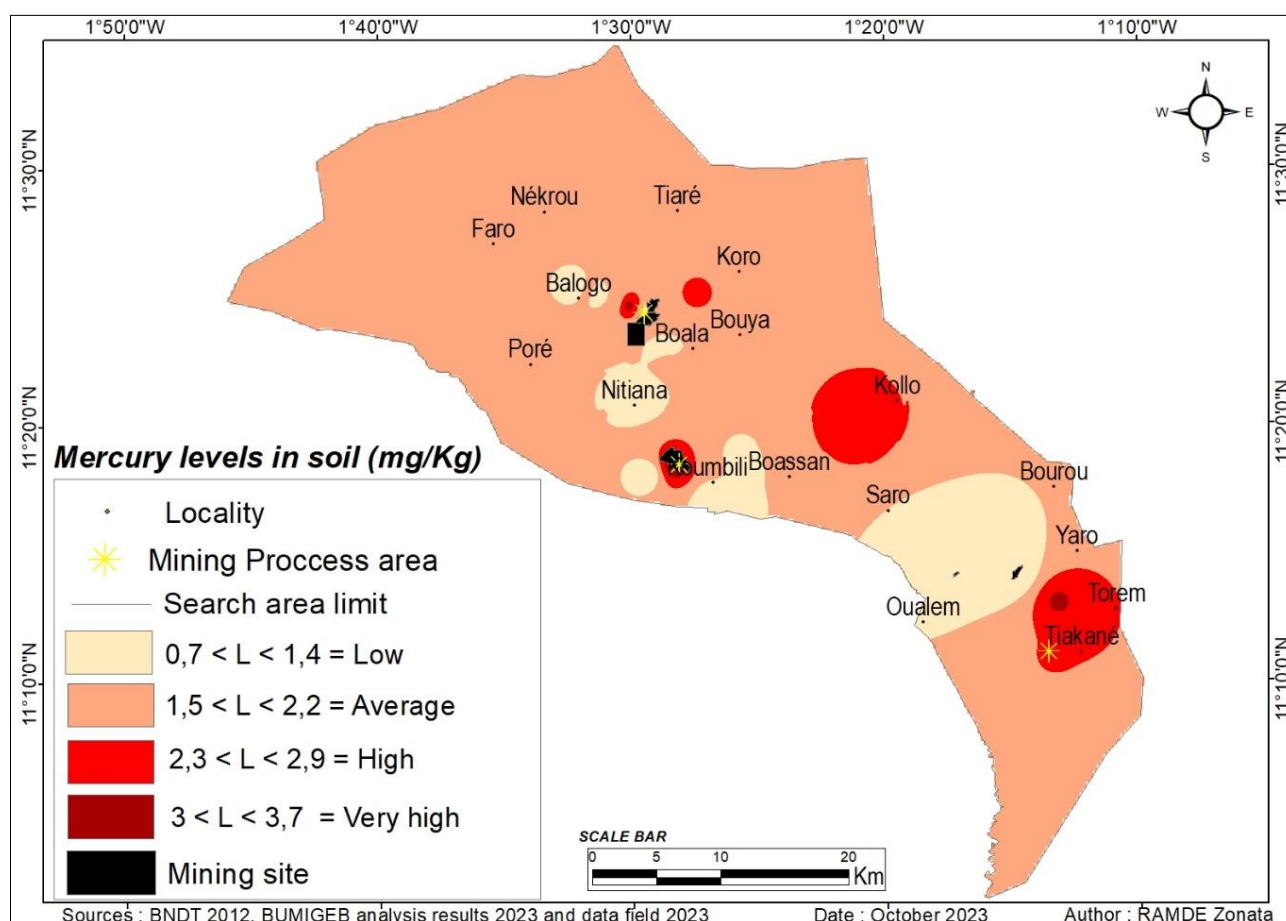 1°50'0"W 1°40'0"W 1°30'0"W 1°20'0"W 1°10'0"W
N
W E
S
11°30'0"N 11°30'0"N
Nékrou Tiaré
Faro
Koro
Balogo
Boala Bouya
Poré
Nitiana
Kollo
11°20'0"N 11°20'0"N
oumbili Boassan
Bourou
Saro
Yaro
Oualem Torem
Tiakané
11°10'0"N 11°10'0"N
Mercury levels in soil (mg/Kg)
Locality
Mining Proccess area
Search area limit
0,7 < L < 1,4 = Low
1,5 < L < 2,2 = Average
2,3 < L < 2,9 = High
3 < L < 3,7 = Very high
Mining site
SCALE BAR
0 5 10 20
Km
Sources : BNDT 2012, BUMIGEB analysis results 2023 and data field 2023 Date : October 2023 Author : RAMDE Zonata